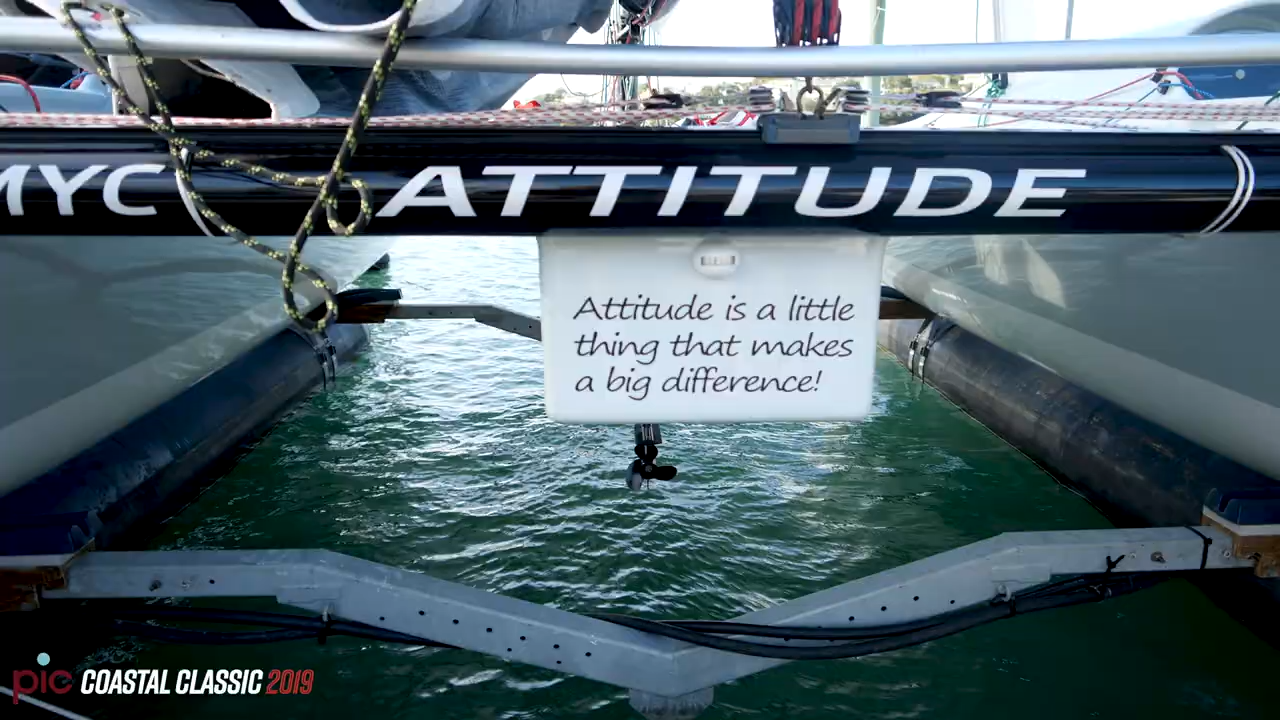 MYC ATTITUDE
Attitude is a little
thing that makes
a big difference!
pic COASTAL CLASSIC 2019